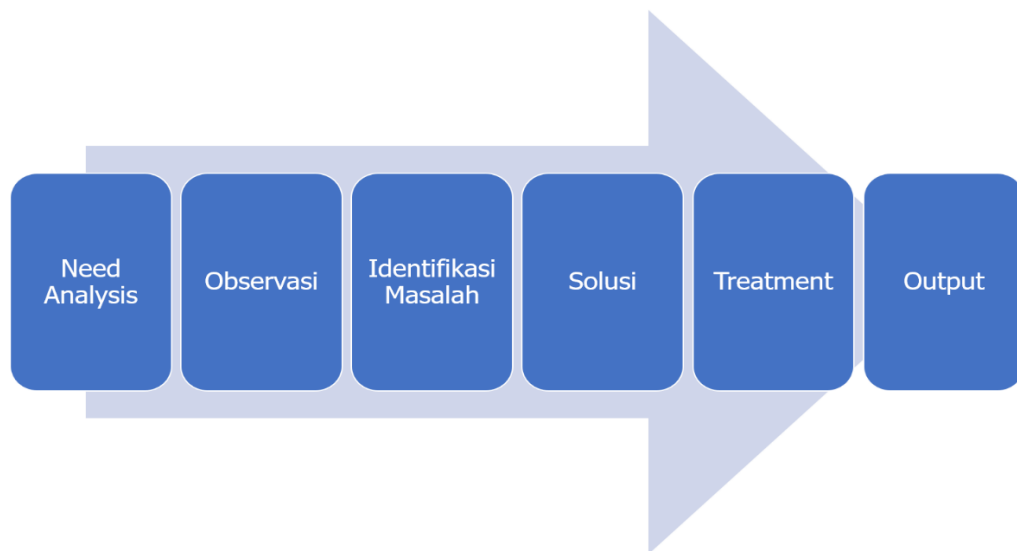 Need
Analysis
Observasi
Identifikasi
Masalah
Solusi
Treatment
Output